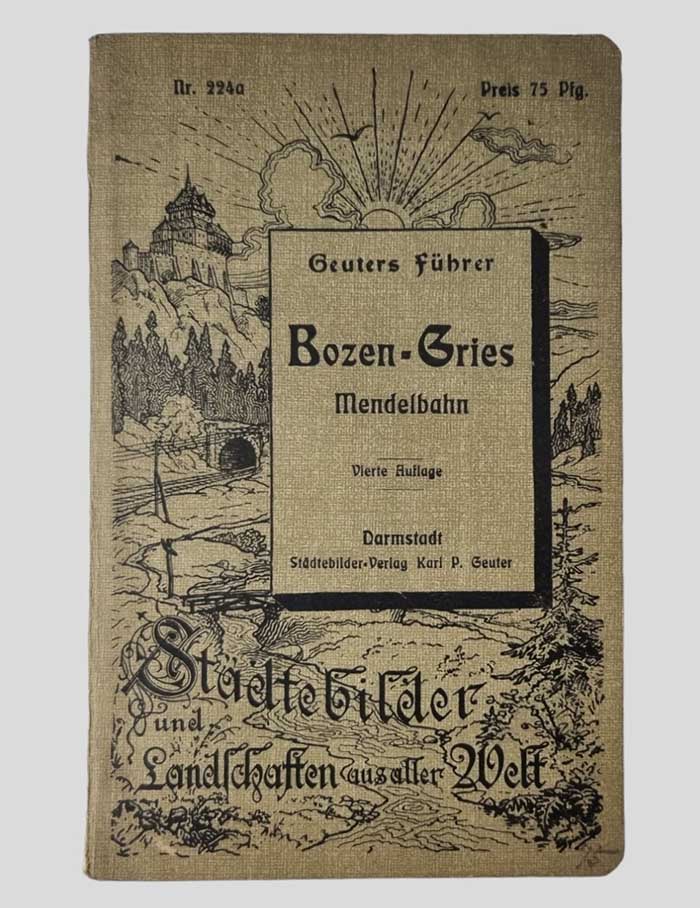 Nr. 224a Preis 75 Pfg.
Geuters Führer
Bozen-Gries
Mendelbahn
Vierte Auflage
Darmstadt
Städtebilder-Verlag Karl P. Geuter
Städtebilder
und
Landschaften aus aller Welt